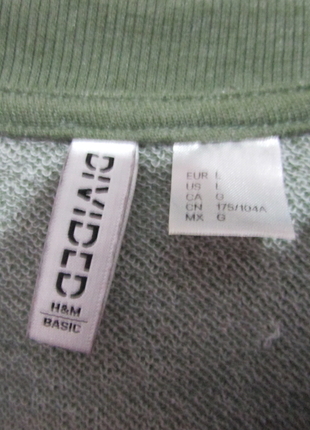 DIVIDED
H&M
BASIC
EUR L
US L
CA G
CN 175/104A
MX G